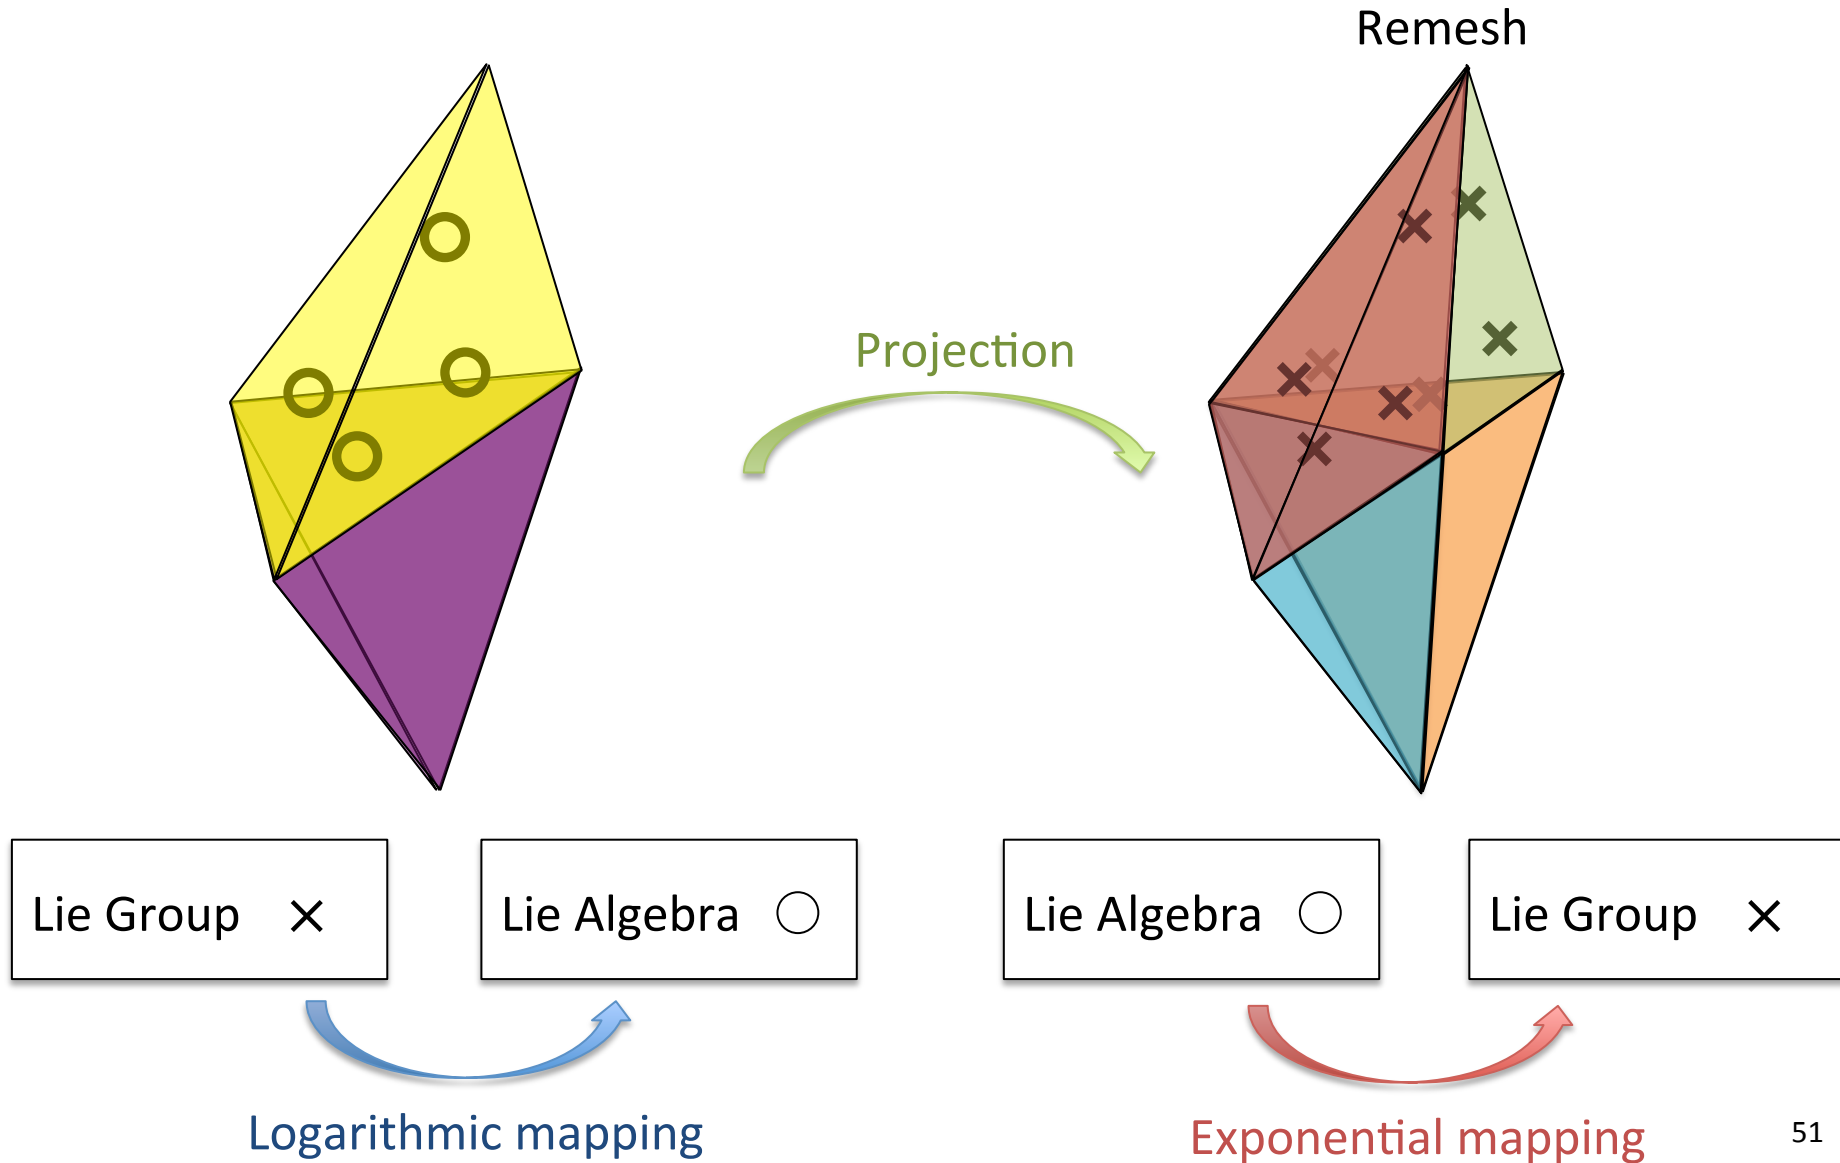 Remesh
Projection
Lie Group ×
Lie Algebra ○
Lie Algebra ○
Lie Group ×
Logarithmic mapping
Exponential mapping
51